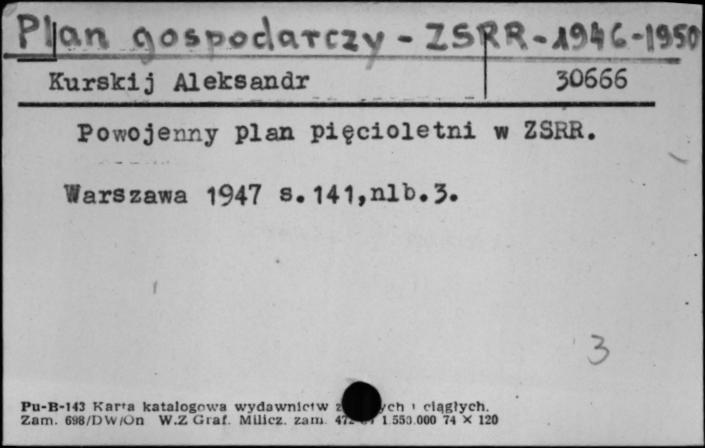 Plan gospodarczy - ZSRR - 1946-1950
Kurskij Aleksandr 30666
Powojenny plan pięcioletni w ZSRR.
Warszawa 1947 s.141,nlb.3.
3
Pu-B-143 Karta katalogowa wydawnictw i ciągłych.
Zam. 698/DW/On W.Z Graf. Milicz. zam. 1.550.000 74 × 120